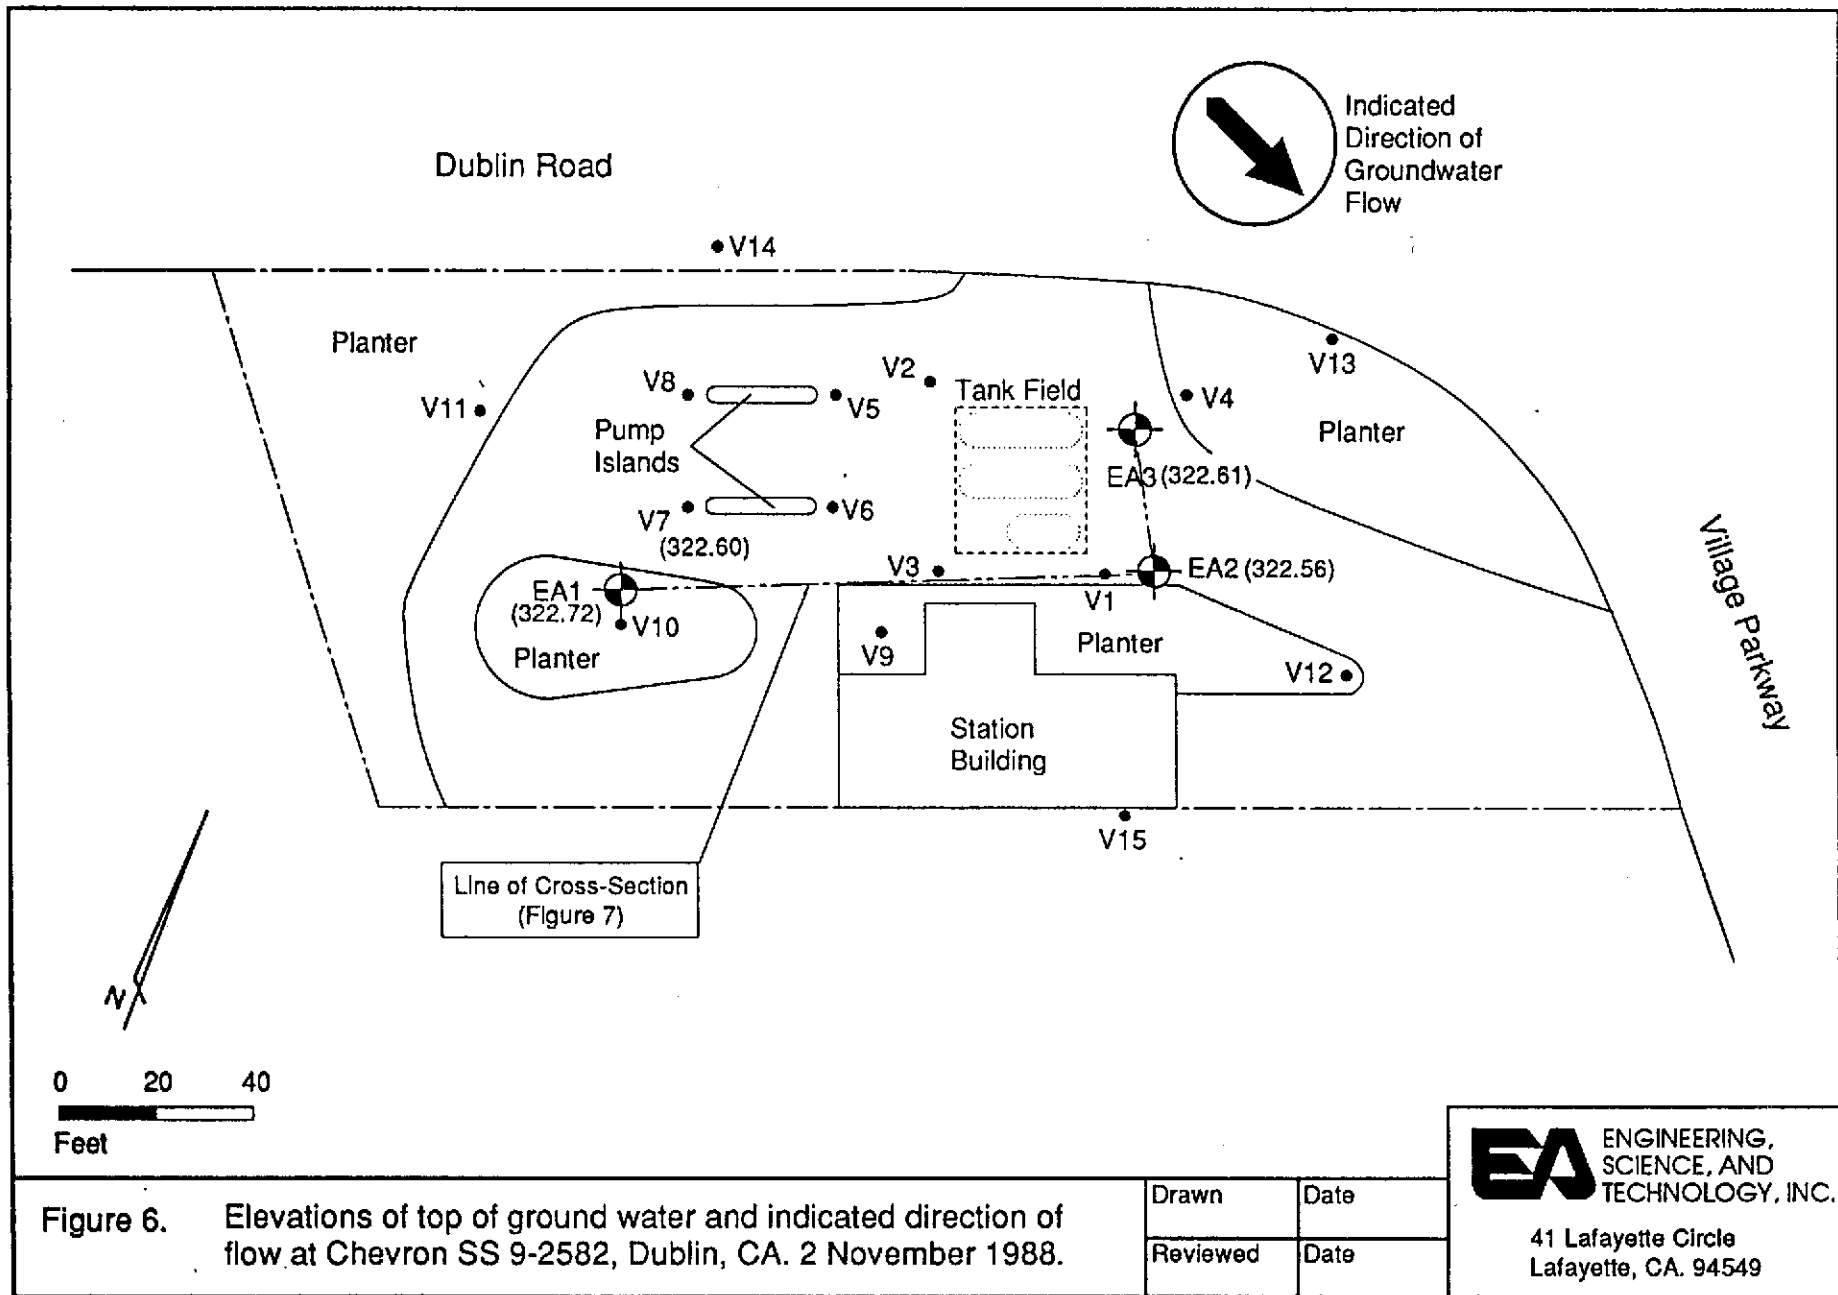 Indicated
Direction of
Groundwater
Flow
Dublin Road
V14
Planter
V13
V8
V5
V2
Tank Field
V4
V11
Pump
Islands
Planter
EA3 (322.61)
V7
(322.60)
V6
V3
EA2 (322.56)
EA1
(322.72)
V10
V1
Planter
V9
Planter
V12
Village Parkway
Station
Building
V15
Line of Cross-Section
(Figure 7)
N
0 20 40
Feet
Figure 6. Elevations of top of ground water and indicated direction of
flow at Chevron SS 9-2582, Dublin, CA. 2 November 1988.
Drawn Date
Reviewed Date
EA ENGINEERING,
SCIENCE, AND
TECHNOLOGY, INC.
41 Lafayette Circle
Lafayette, CA. 94549